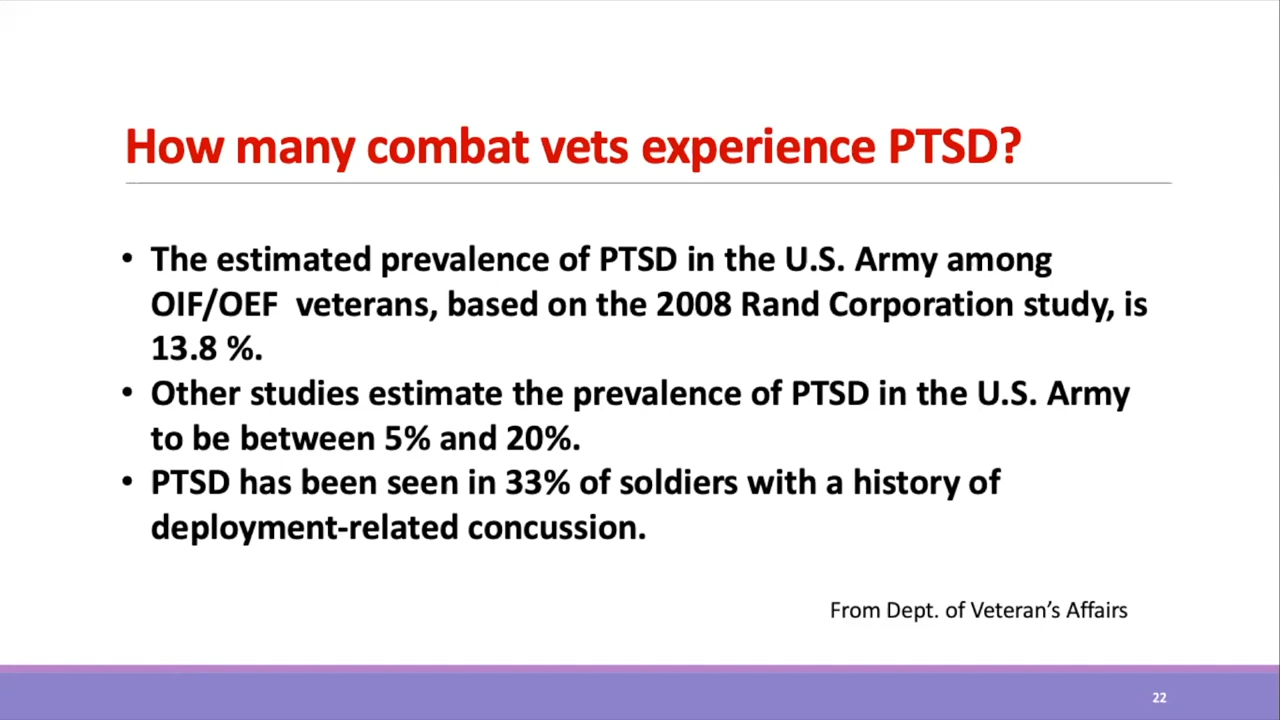 How many combat vets experience PTSD?
• The estimated prevalence of PTSD in the U.S. Army among
OIF/OEF  veterans, based on the 2008 Rand Corporation study, is
13.8 %.
• Other studies estimate the prevalence of PTSD in the U.S. Army
to be between 5% and 20%.
• PTSD has been seen in 33% of soldiers with a history of
deployment-related concussion.
From Dept. of Veteran’s Affairs
22